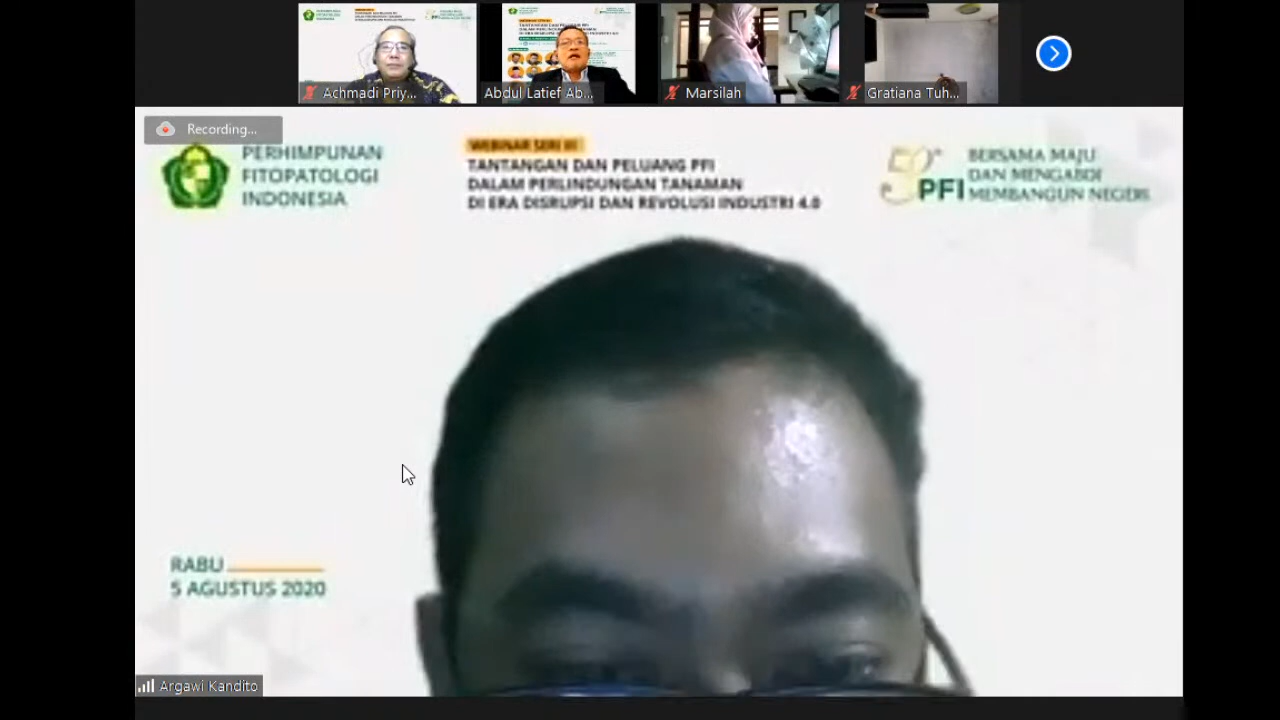 Achmadi Priy...
Abdul Latief Ab...
Marsilah
Gratiana Tuh...
Recording...
PERHIMPUNAN
FITOPATOLOGI
INDONESIA
WEBINAR SERI III
TANTANGAN DAN PELUANG PFI
DALAM PERLINDUNGAN TANAMAN
DI ERA DISRUPSI DAN REVOLUSI INDUSTRI 4.0
50
PFI
BERSAMA MAJU
DAN MENGABDI
MEMBANGUN NEGERI
RABU
5 AGUSTUS 2020
Argawi Kandito